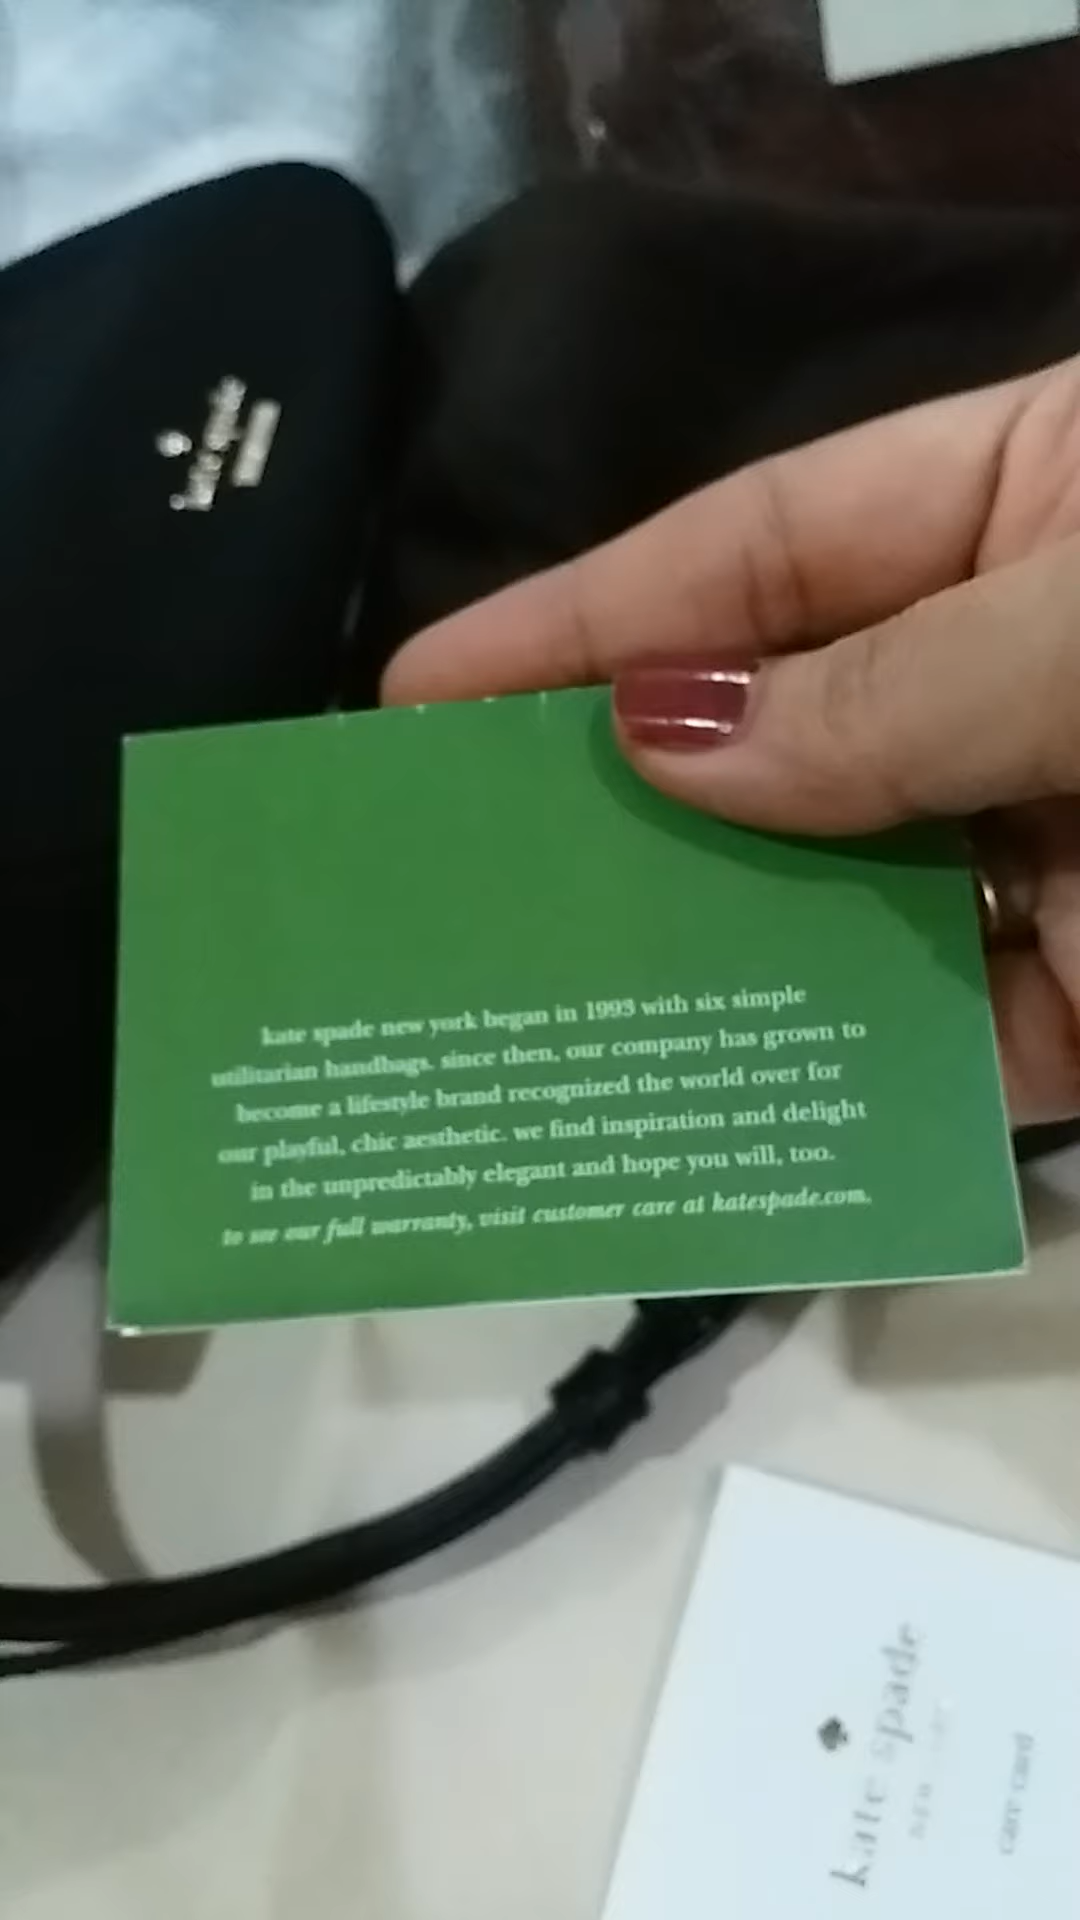 kate spade
kate spade new york began in 1993 with six simple
utilitarian handbags. since then, our company has grown to
become a lifestyle brand recognized the world over for
our playful, chic aesthetic. we find inspiration and delight
in the unpredictably elegant and hope you will, too.
to see our full warranty, visit customer care at katespade.com.
kate spade
NEW YORK
care card